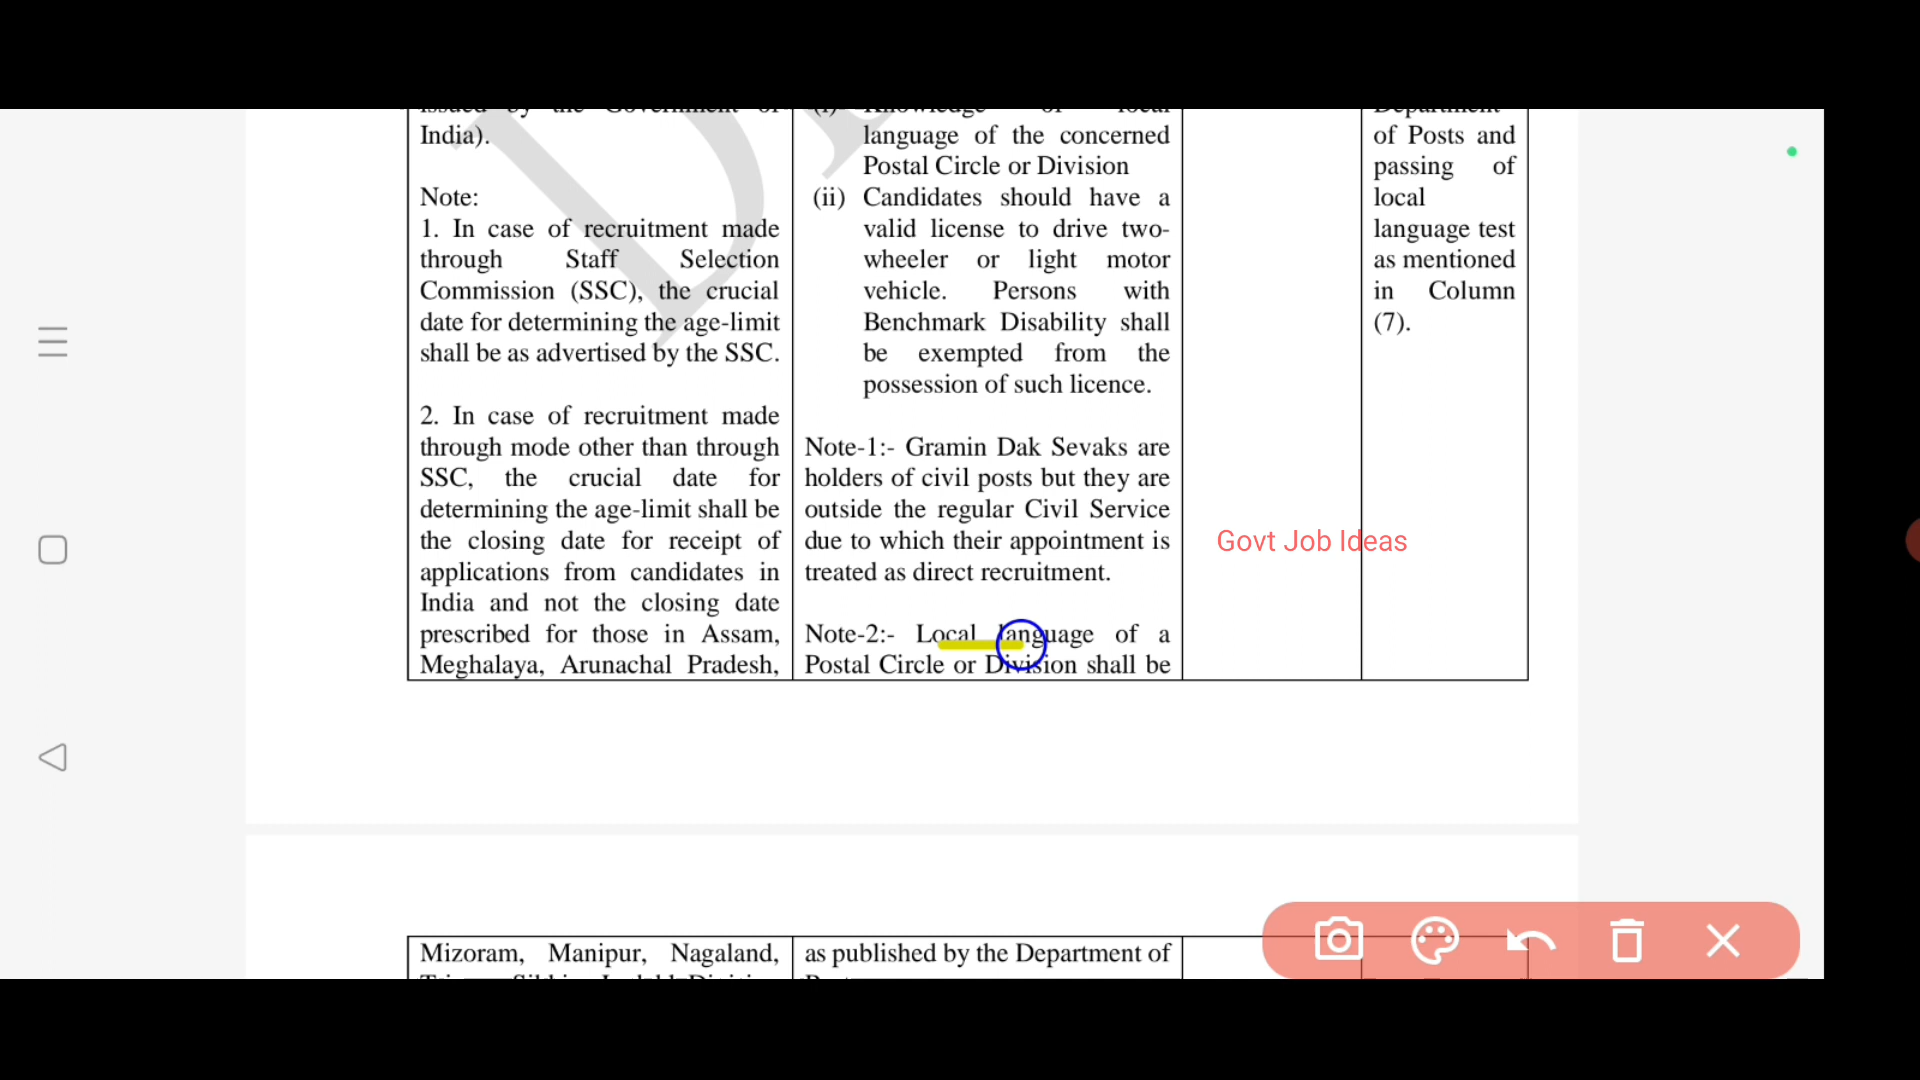 issued by the Government of
India).
Note:
1. In case of recruitment made
through Staff Selection
Commission (SSC), the crucial
date for determining the age-limit
shall be as advertised by the SSC.
2. In case of recruitment made
through mode other than through
SSC, the crucial date for
determining the age-limit shall be
the closing date for receipt of
applications from candidates in
India and not the closing date
prescribed for those in Assam,
Meghalaya, Arunachal Pradesh,
(i) Knowledge of local
language of the concerned
Postal Circle or Division
(ii) Candidates should have a
valid license to drive two-
wheeler or light motor
vehicle. Persons with
Benchmark Disability shall
be exempted from the
possession of such licence.
Note-1:- Gramin Dak Sevaks are
holders of civil posts but they are
outside the regular Civil Service
due to which their appointment is
treated as direct recruitment.
Note-2:- Local language of a
Postal Circle or Division shall be
Department
of Posts and
passing of
local
language test
as mentioned
in Column
(7).
Govt Job Ideas
Mizoram, Manipur, Nagaland,
as published by the Department of